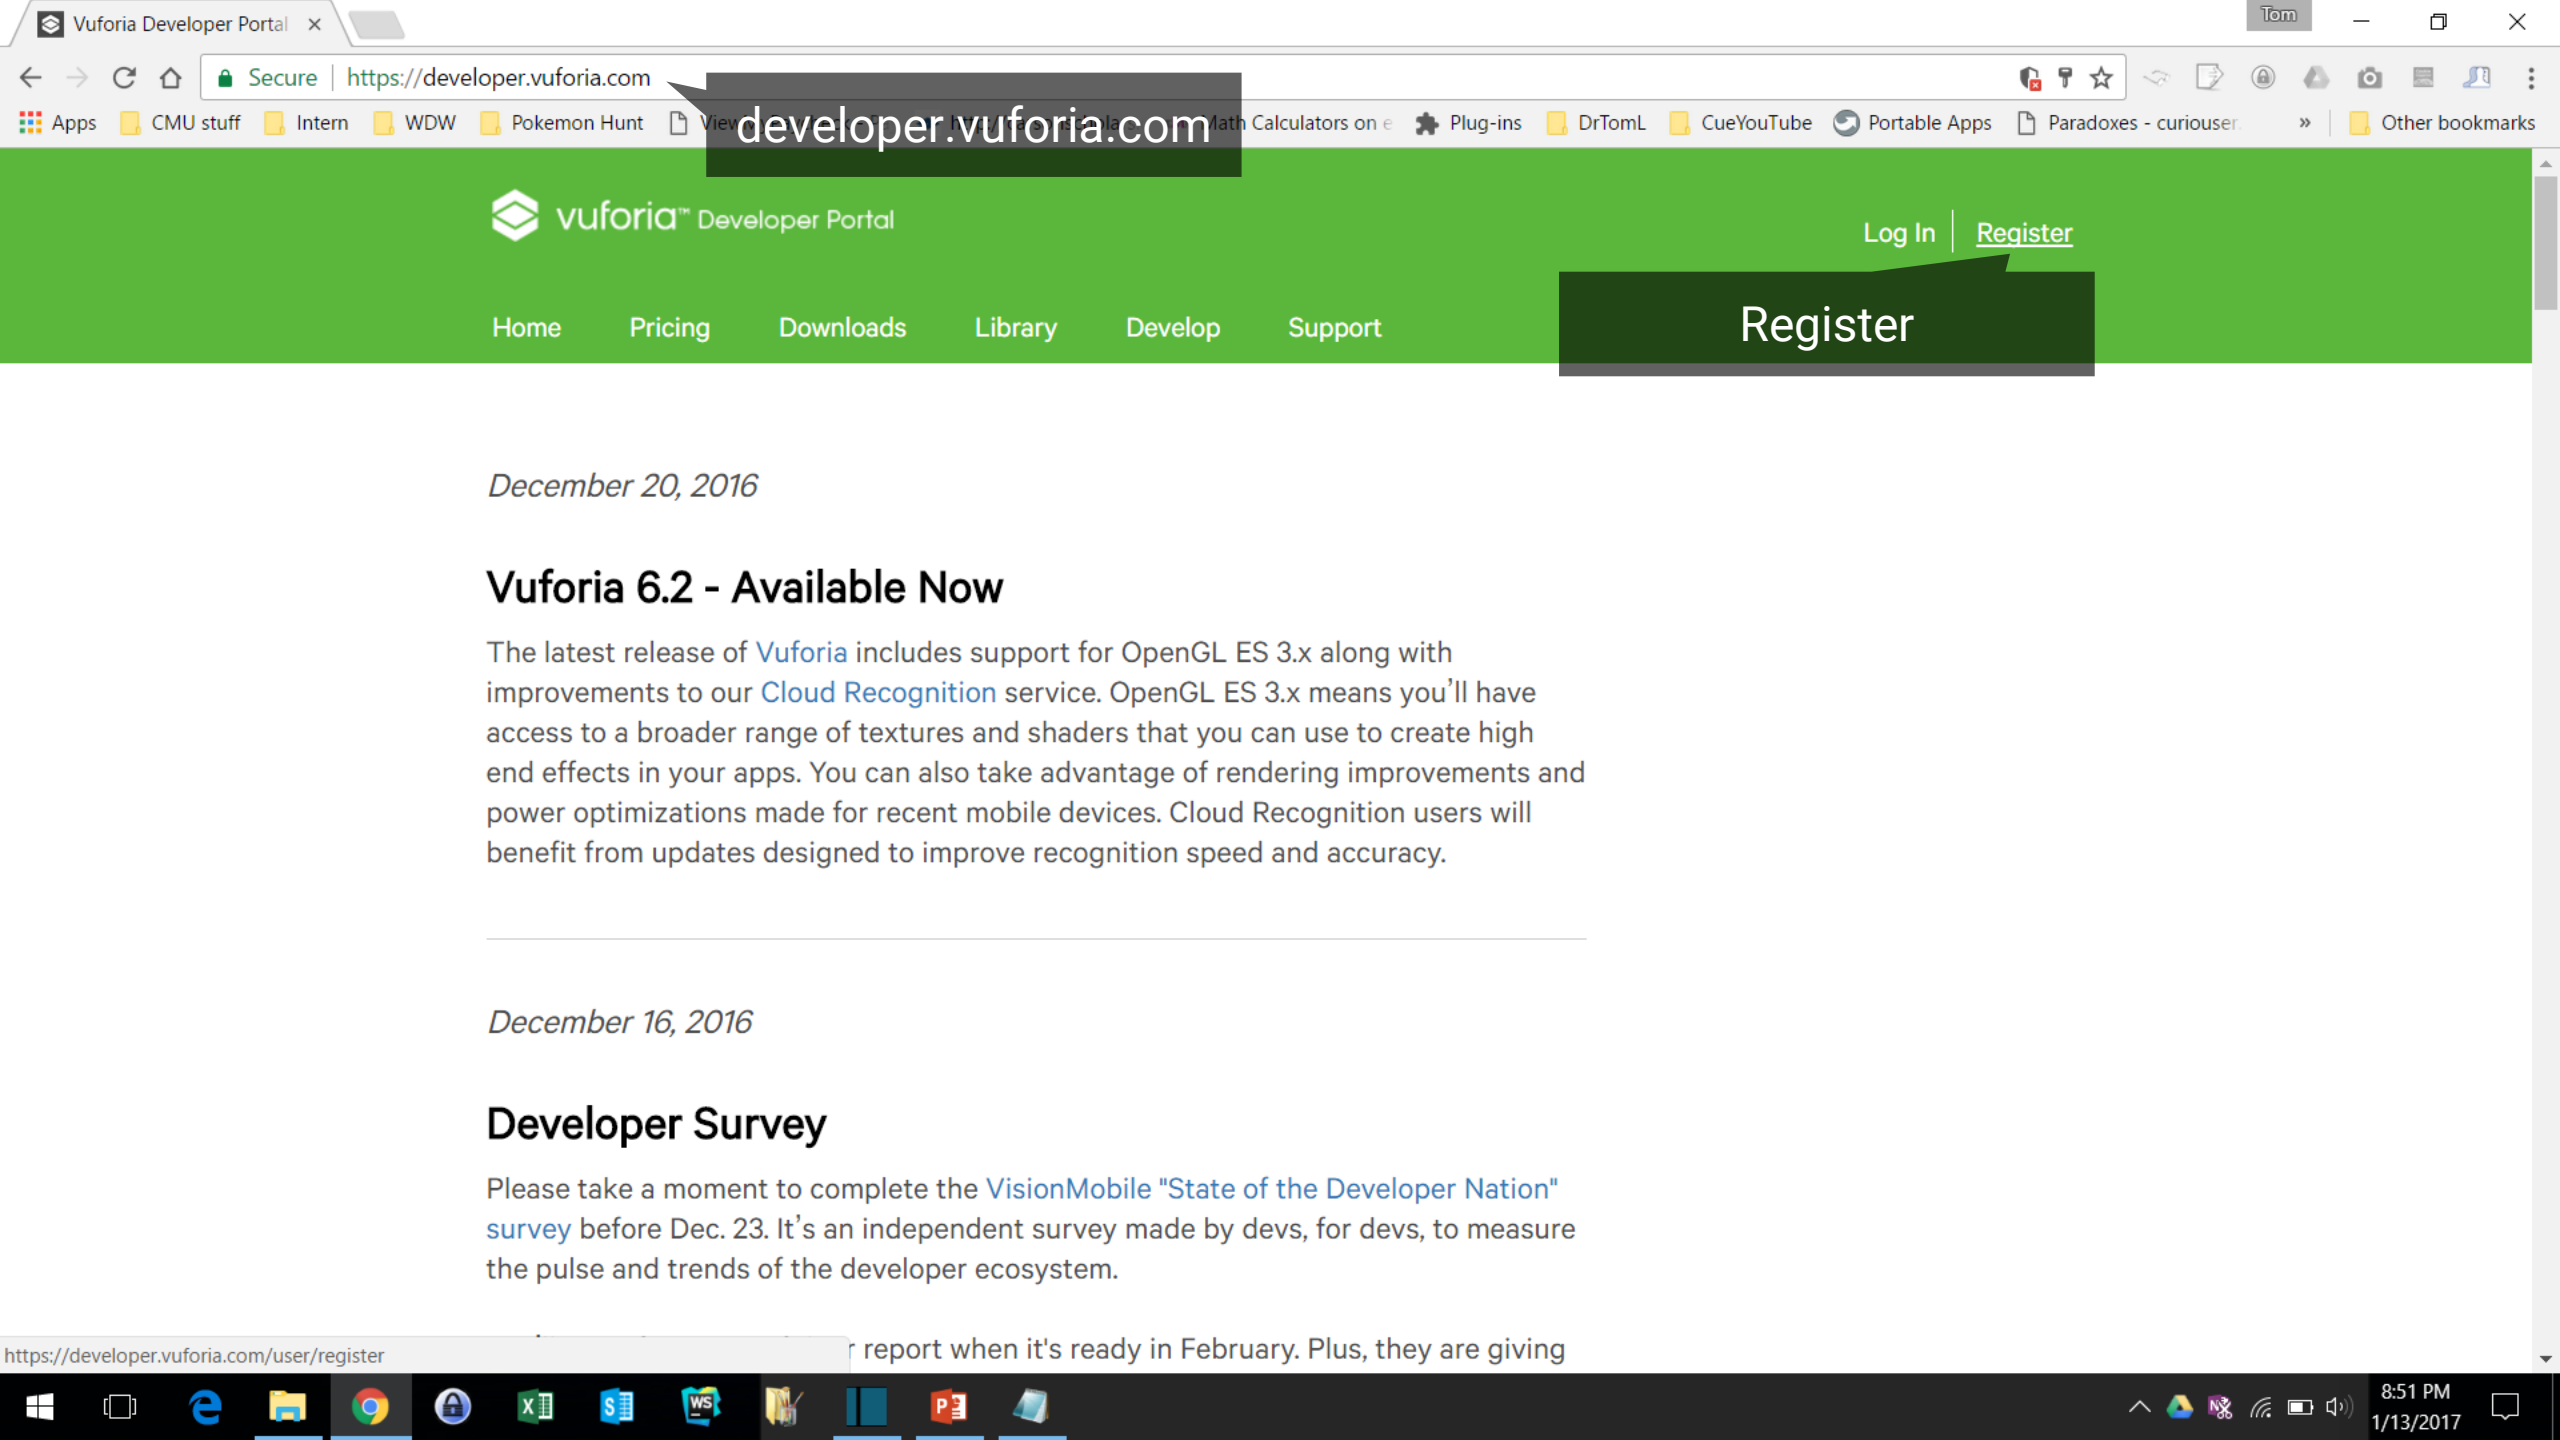 Vuforia Developer Portal
Tom
Secure https://developer.vuforia.com
developer.vuforia.com
Apps CMU stuff Intern WDW Pokemon Hunt Math Calculators on e Plug-ins DrTomL CueYouTube Portable Apps Paradoxes - curiouser » Other bookmarks
vuforia™ Developer Portal
Log In Register
Register
Home Pricing Downloads Library Develop Support
December 20, 2016
Vuforia 6.2 - Available Now
The latest release of Vuforia includes support for OpenGL ES 3.x along with
improvements to our Cloud Recognition service. OpenGL ES 3.x means you’ll have
access to a broader range of textures and shaders that you can use to create high
end effects in your apps. You can also take advantage of rendering improvements and
power optimizations made for recent mobile devices. Cloud Recognition users will
benefit from updates designed to improve recognition speed and accuracy.
December 16, 2016
Developer Survey
Please take a moment to complete the VisionMobile "State of the Developer Nation"
survey before Dec. 23. It’s an independent survey made by devs, for devs, to measure
the pulse and trends of the developer ecosystem.
report when it's ready in February. Plus, they are giving
https://developer.vuforia.com/user/register
8:51 PM
1/13/2017